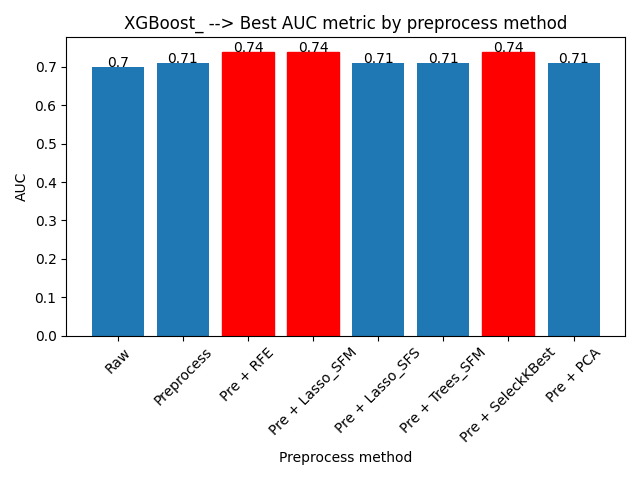 XGBoost_ --> Best AUC metric by preprocess method
0.7
0.71
0.74
0.74
0.71
0.71
0.74
0.71
AUC
0.7
0.6
0.5
0.4
0.3
0.2
0.1
0.0
Raw
Preprocess
Pre + RFE
Pre + Lasso_SFM
Pre + Lasso_SFS
Pre + Trees_SFM
Pre + SeleckKBest
Pre + PCA
Preprocess method